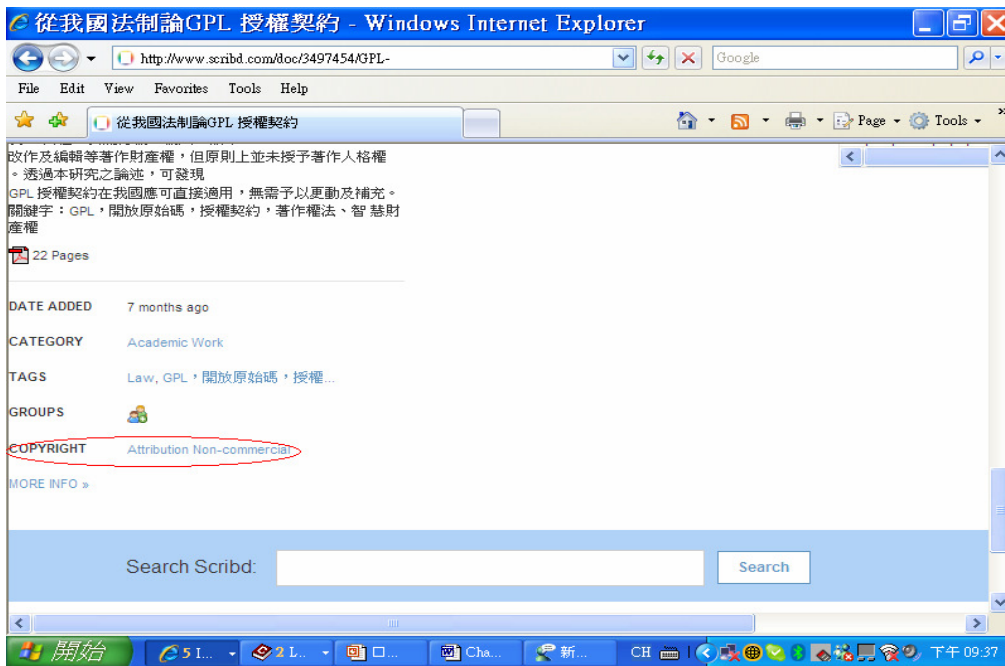 從我國法制論GPL 授權契約 - Windows Internet Explorer
http://www.scribd.com/doc/3497454/GPL-
Google
File Edit View Favorites Tools Help
從我國法制論GPL 授權契約
Page Tools
改作及編輯等著作財產權，但原則上並未授予著作人格權
。透過本研究之論述，可發現
GPL 授權契約在我國應可直接適用，無需予以更動及補充。
關鍵字：GPL，開放原始碼，授權契約，著作權法、智 慧財
產權
22 Pages
DATE ADDED 7 months ago
CATEGORY Academic Work
TAGS Law, GPL，開放原始碼，授權...
GROUPS
COPYRIGHT Attribution Non-commercial
MORE INFO »
Search Scribd: Search
開始 5 I... 2 L... Cha... 新... CH 下午 09:37